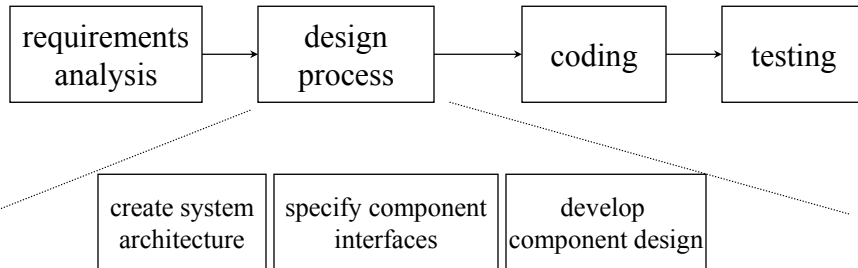 requirements
analysis
design
process
coding
testing
create system
architecture
specify component
interfaces
develop
component design